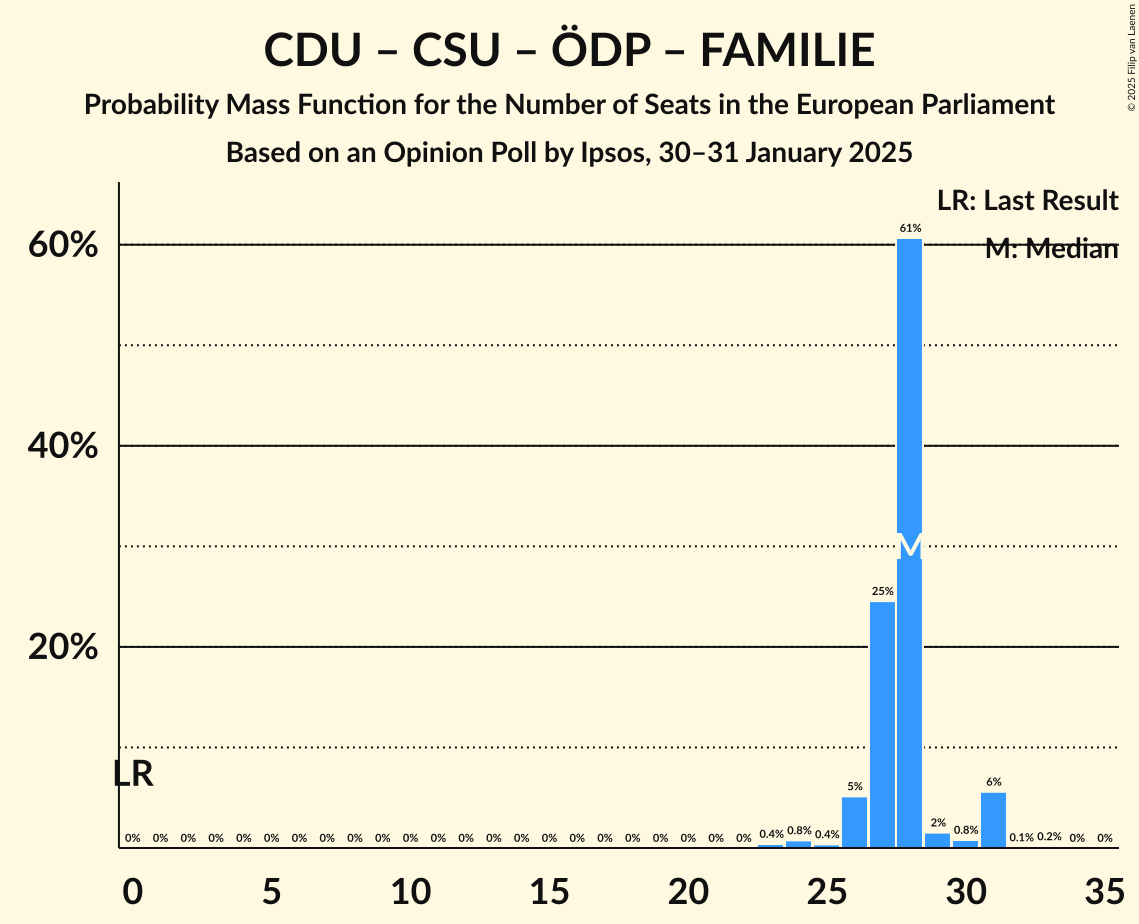 CDU – CSU – ÖDP – FAMILIE
Probability Mass Function for the Number of Seats in the European Parliament
Based on an Opinion Poll by Ipsos, 30–31 January 2025
© 2025 Filip van Laenen
LR: Last Result
M: Median
60%
40%
20%
61%
M
25%
LR
0% 0% 0% 0% 0% 0% 0% 0% 0% 0% 0% 0% 0% 0% 0% 0% 0% 0% 0% 0% 0% 0% 0% 0.4% 0.8% 0.4% 5% 2% 0.8% 6% 0.1% 0.2% 0% 0%
0 5 10 15 20 25 30 35